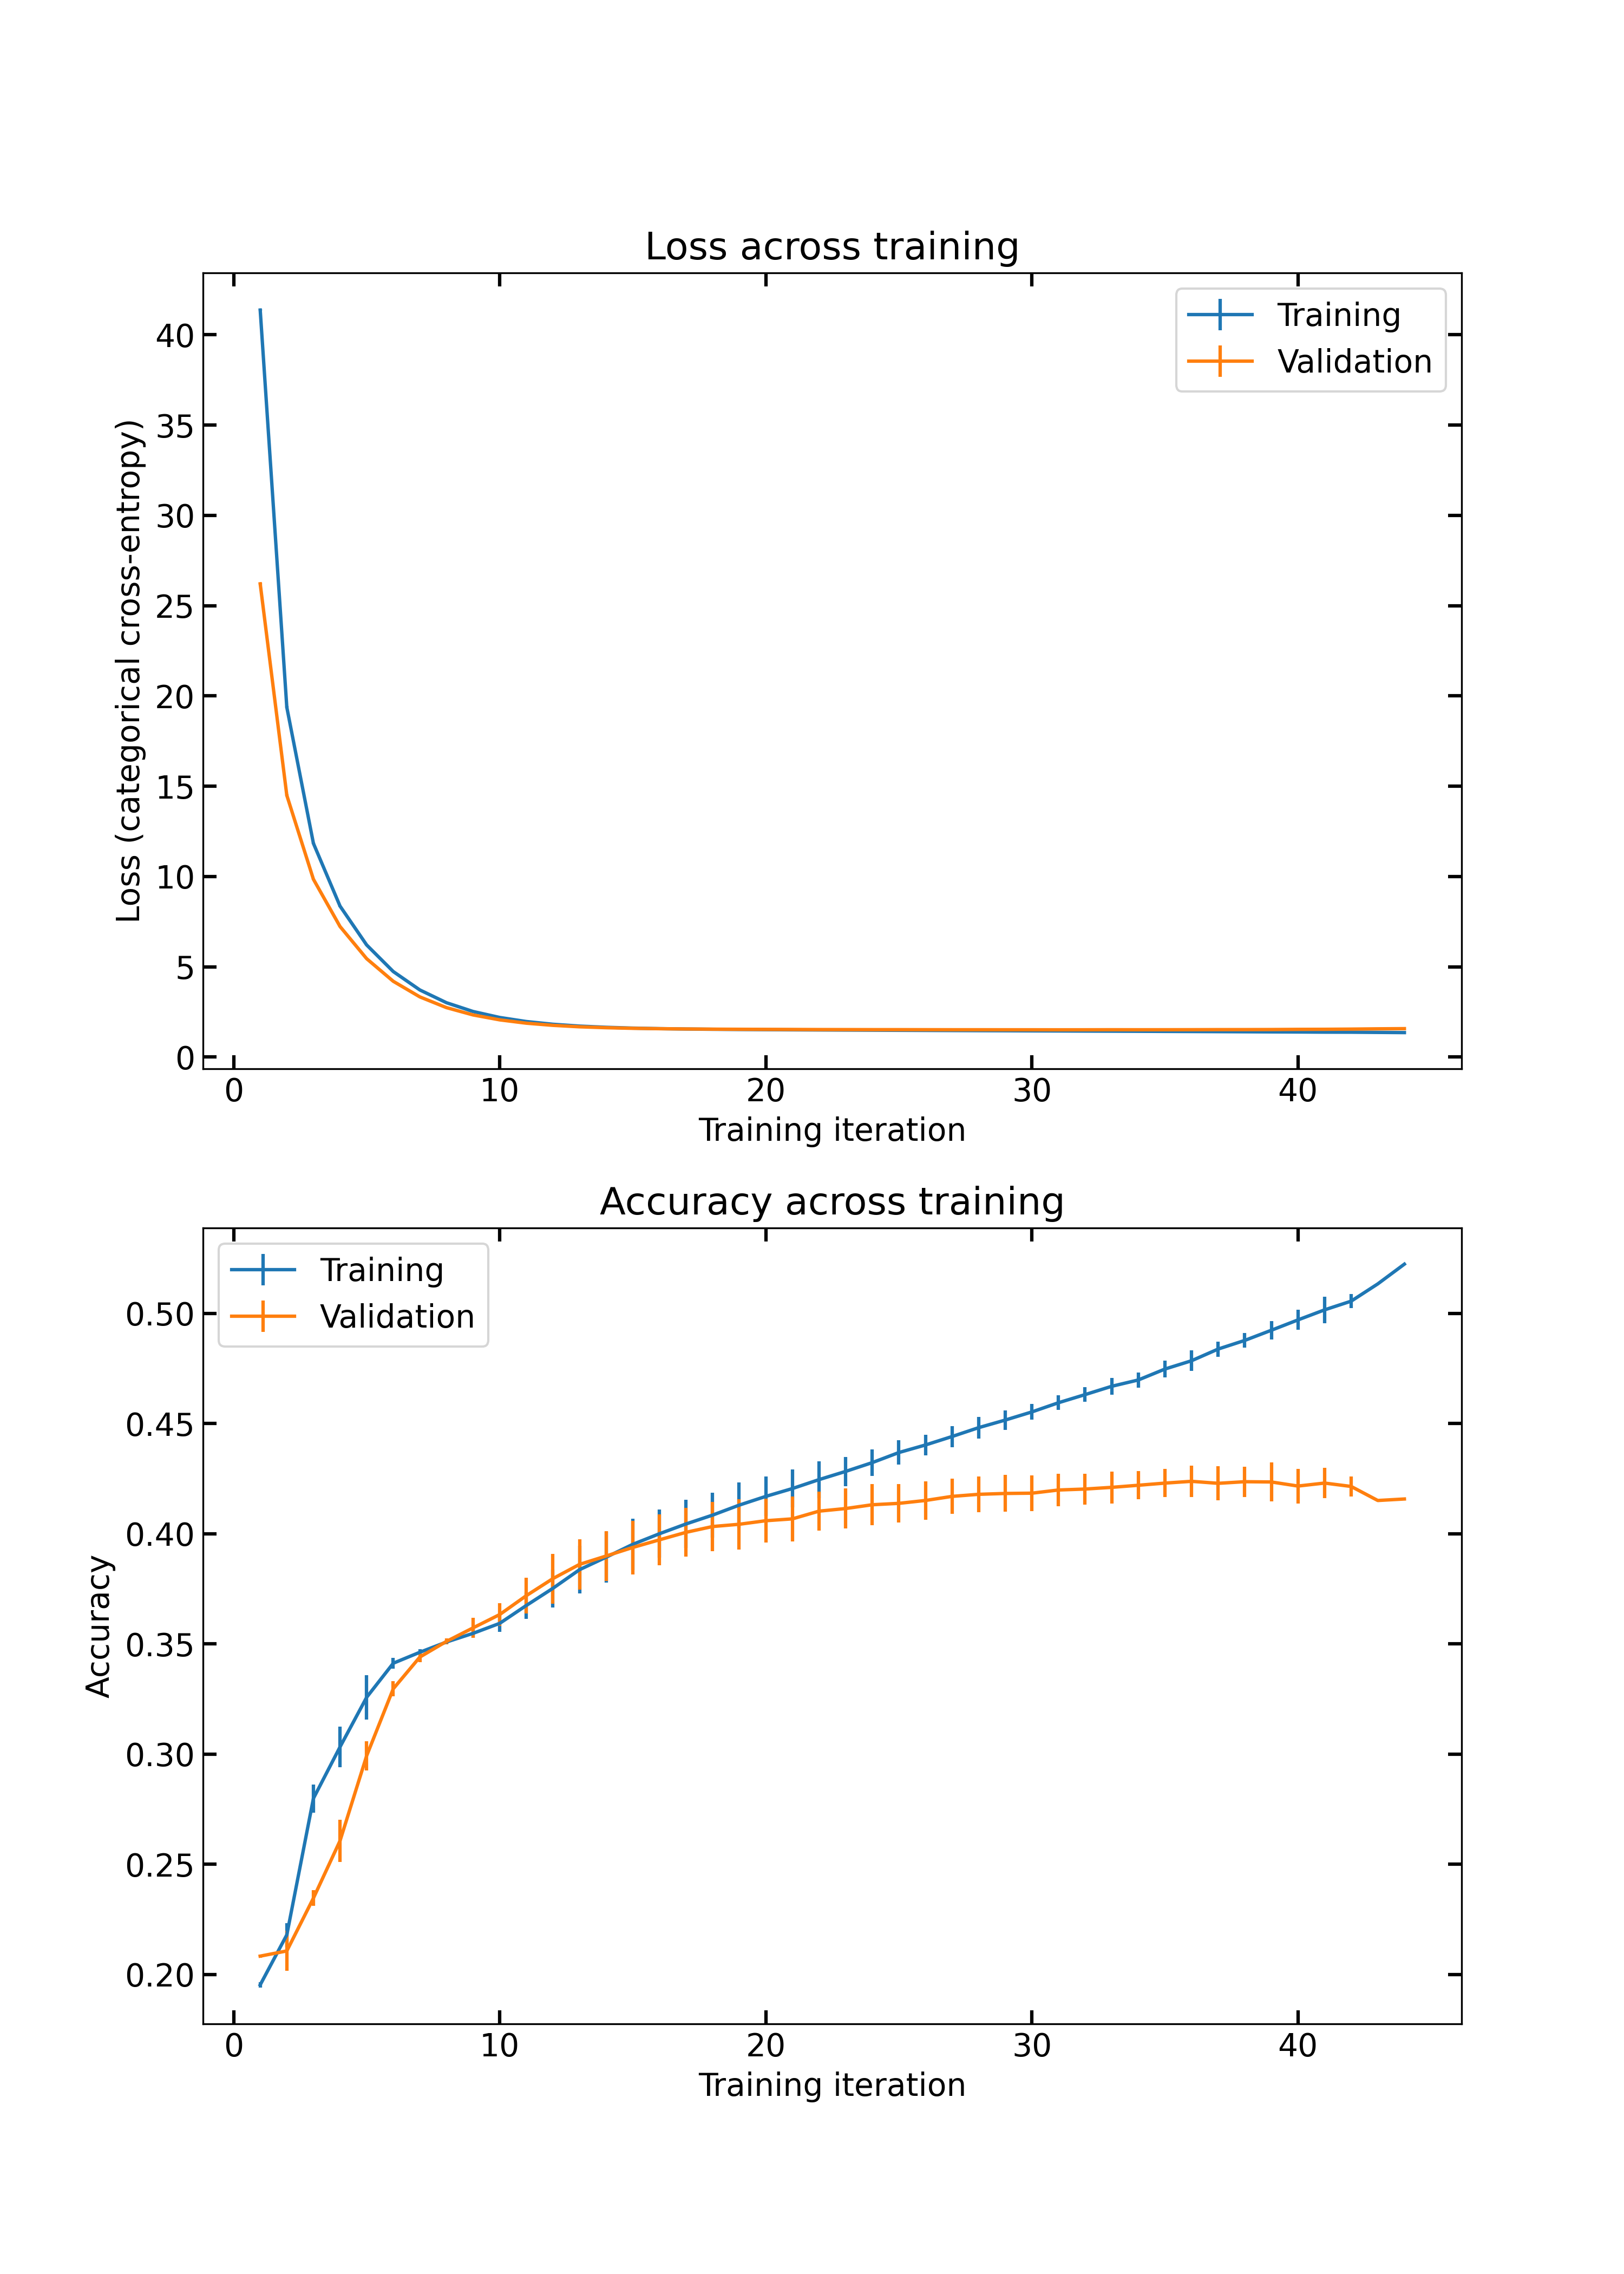 Loss across training
Training
Validation
40
35
30
25
20
15
10
5
0
Loss (categorical cross-entropy)
0 10 20 30 40
Training iteration
Accuracy across training
Training
Validation
0.50
0.45
0.40
0.35
0.30
0.25
0.20
Accuracy
0 10 20 30 40
Training iteration